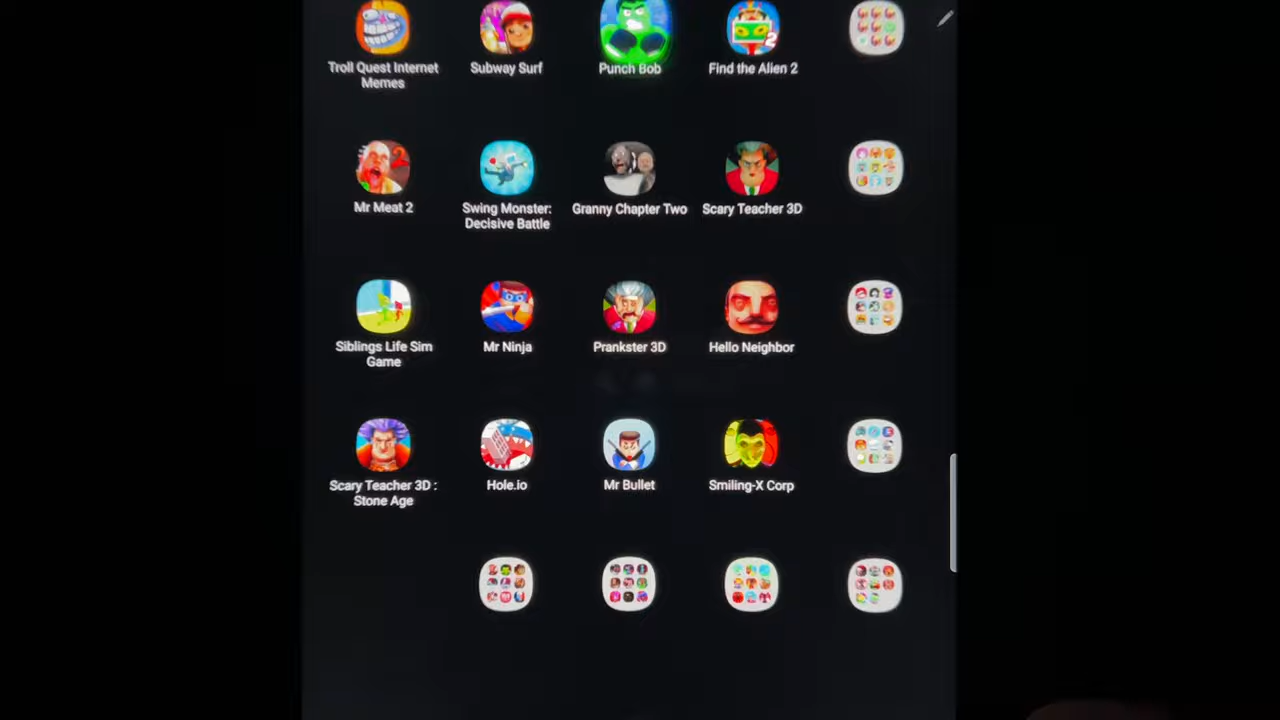 Troll Quest Internet
Memes
Subway Surf
Punch Bob
Find the Alien 2
2
Mr Meat 2
2
Swing Monster:
Decisive Battle
Granny Chapter Two
Scary Teacher 3D
Siblings Life Sim
Game
Mr Ninja
Prankster 3D
Hello Neighbor
Scary Teacher 3D :
Stone Age
Hole.io
Mr Bullet
Smiling-X Corp